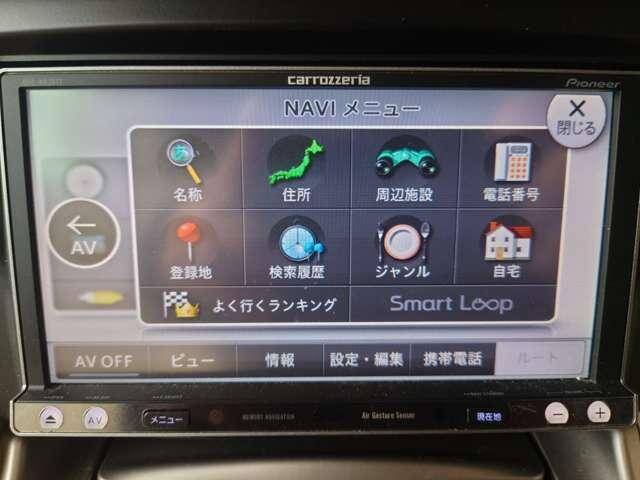 carrozzeria
Pioneer
NAVI メニュー
× 閉じる
名称
住所
周辺施設
電話番号
← AV
登録地
検索履歴
ジャンル
自宅
よく行くランキング
Smart Loop
AV OFF
ビュー
情報
設定・編集
携帯電話
ルート
AV
メニュー
MEMORY NAVIGATION
Air Gesture Sensor
現在地